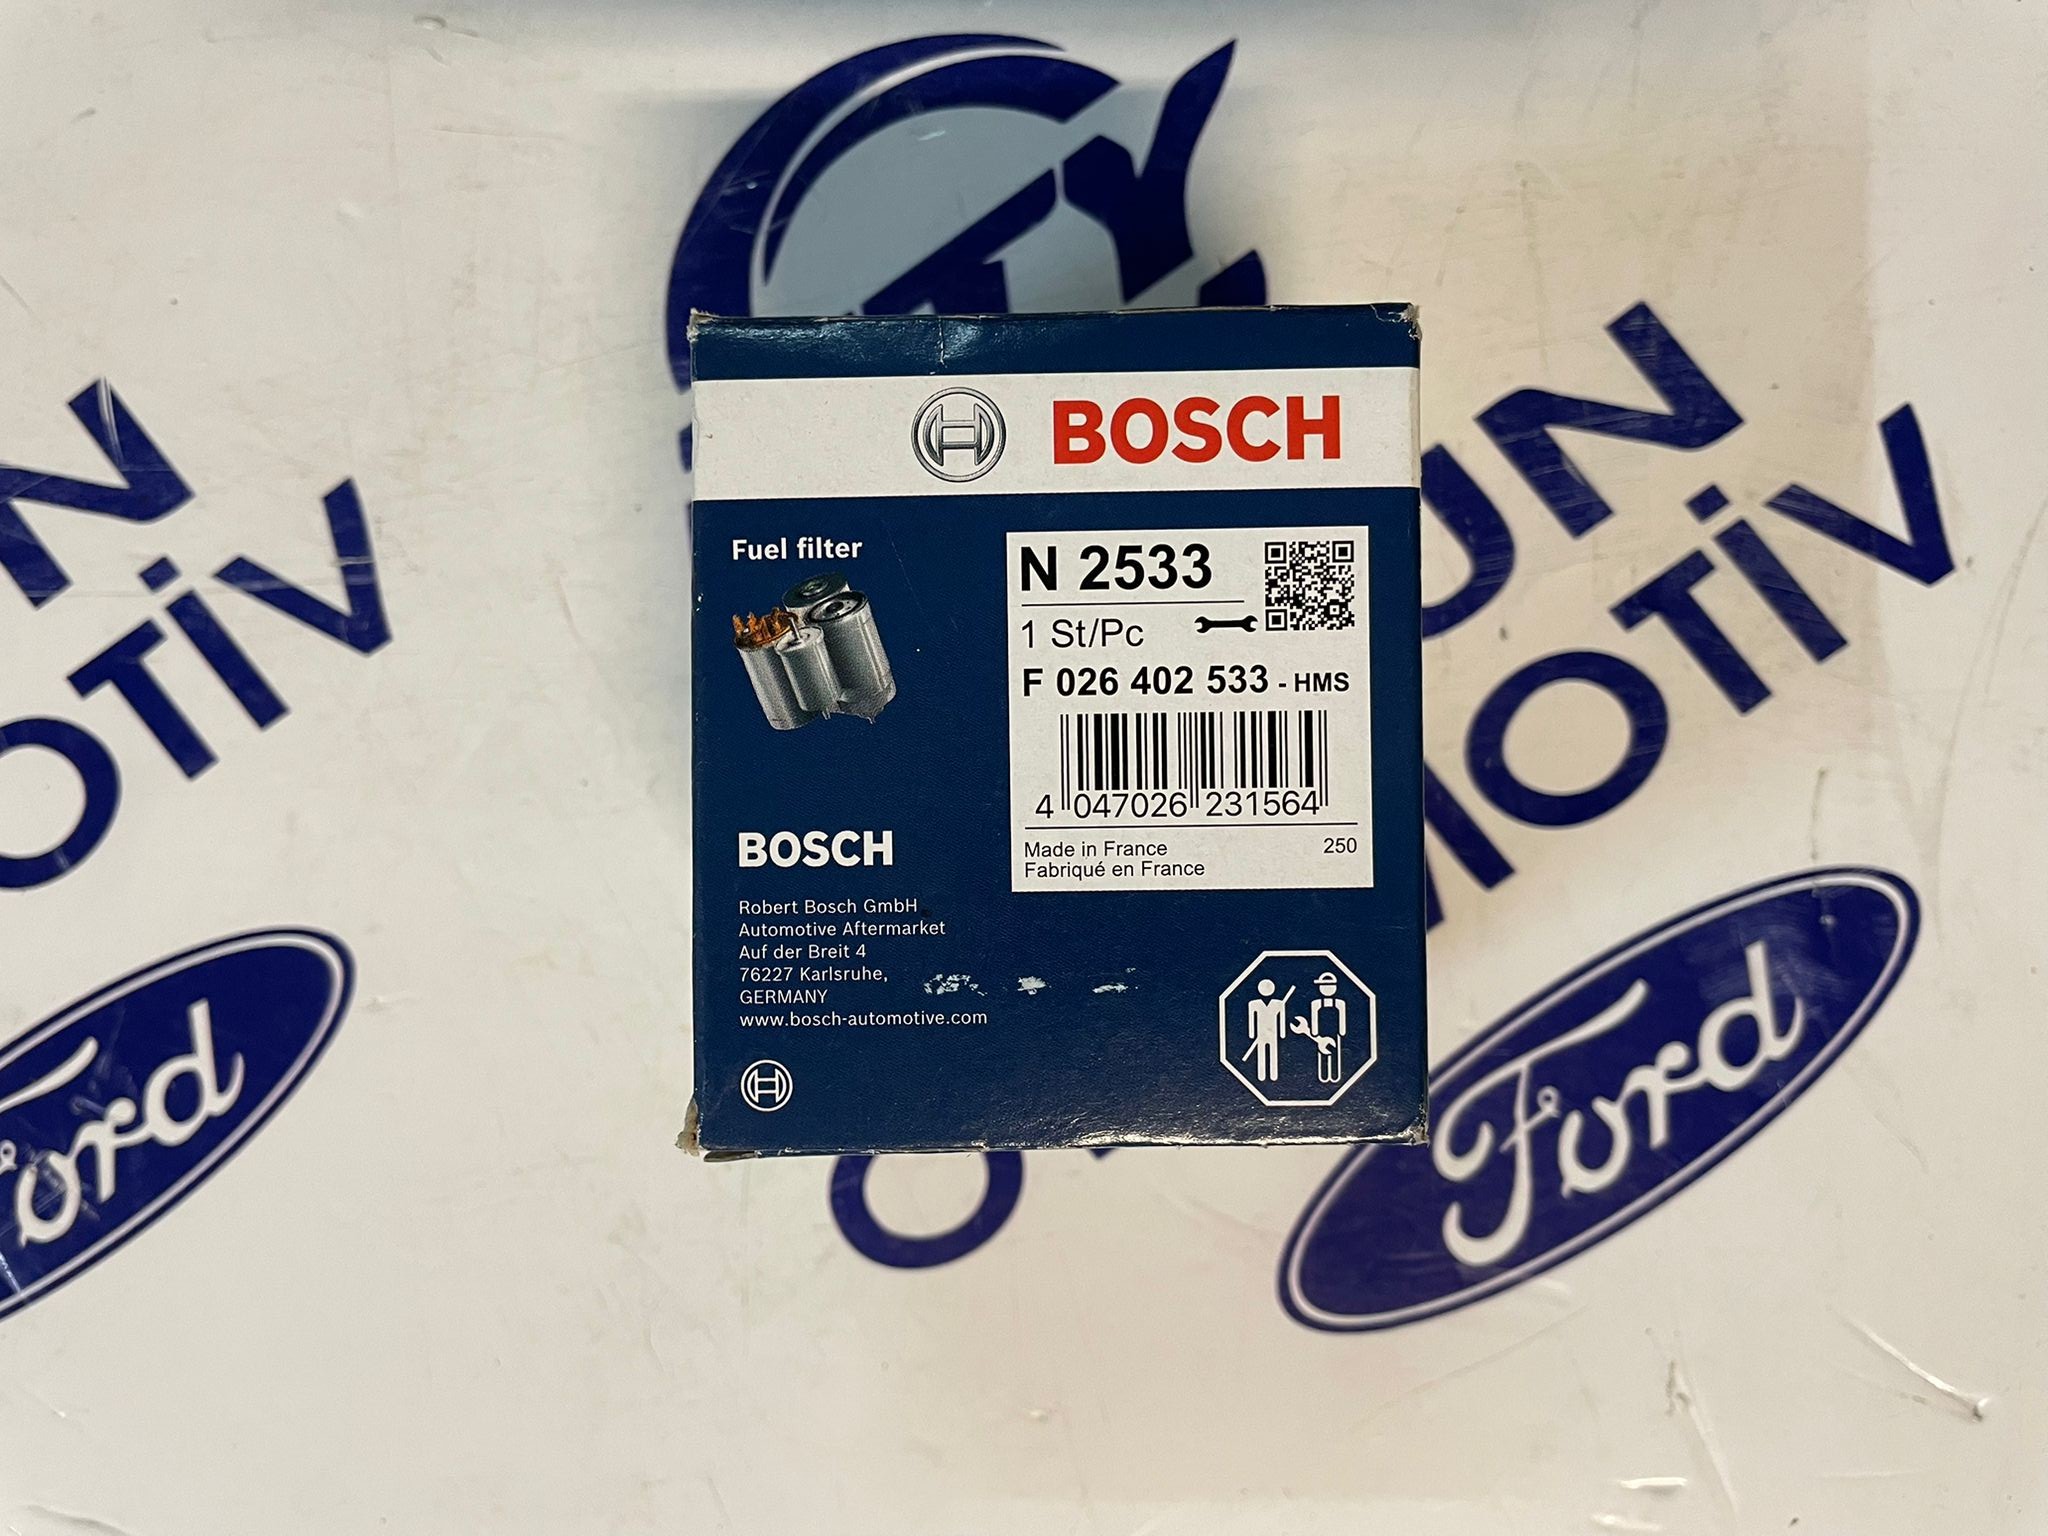 BOSCH
Fuel filter
N 2533
1 St/Pc
F 026 402 533 - HMS
4 047026 231564
Made in France 250
Fabriqué en France
BOSCH
Robert Bosch GmbH
Automotive Aftermarket
Auf der Breit 4
76227 Karlsruhe,
GERMANY
www.bosch-automotive.com
OTİV
MOTİV
Ford
Ford